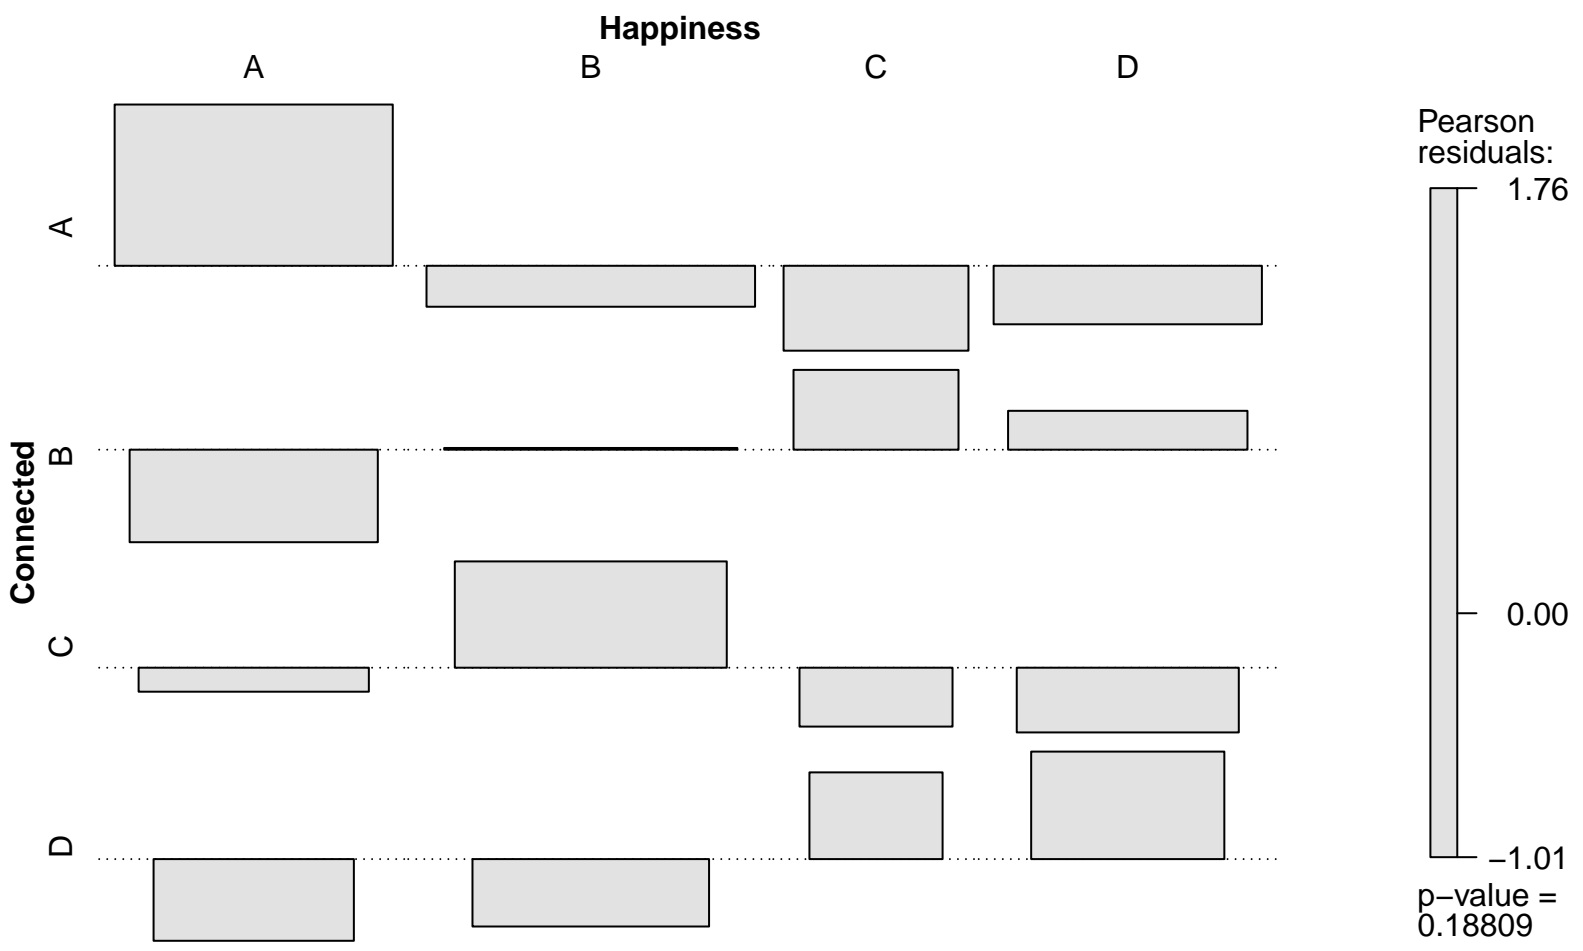 Happiness
A B C D
Connected
A
B
C
D
Pearson
residuals:
1.76
0.00
−1.01
p−value =
0.18809